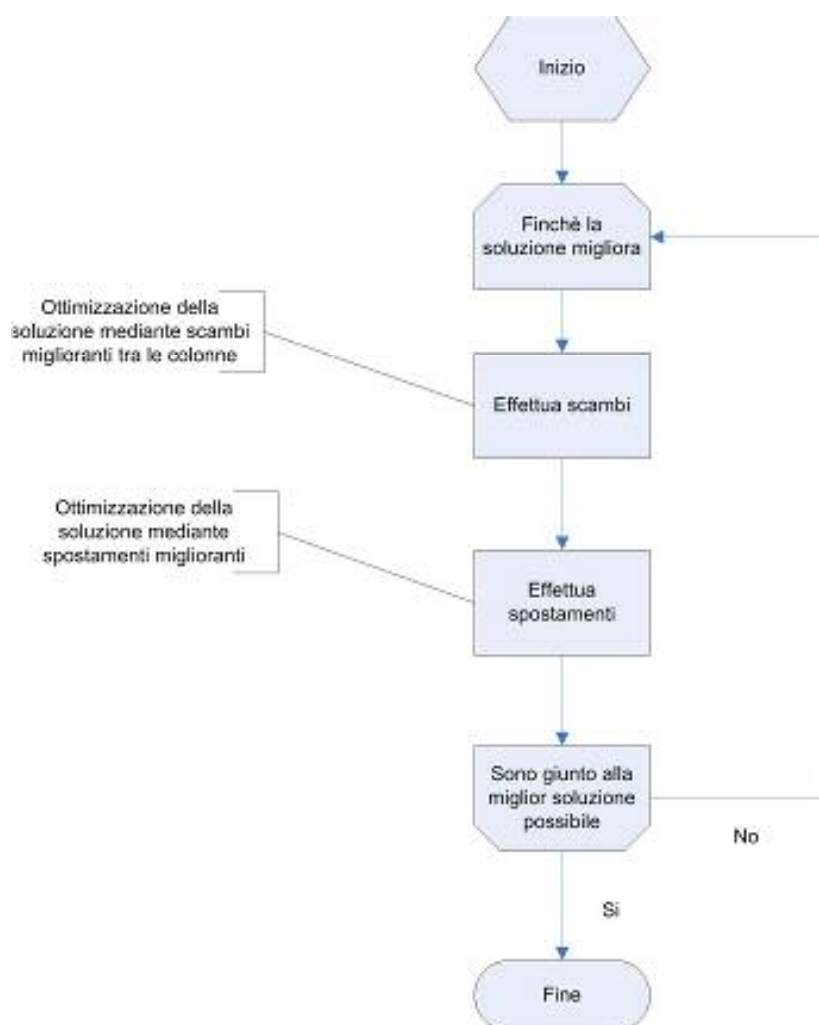 Inizio
Finchè la
soluzione migliora
Ottimizzazione della
soluzione mediante scambi
miglioranti tra le colonne
Effettua scambi
Ottimizzazione della
soluzione mediante
spostamenti miglioranti
Effettua
spostamenti
Sono giunto alla
miglior soluzione
possibile
No
Si
Fine